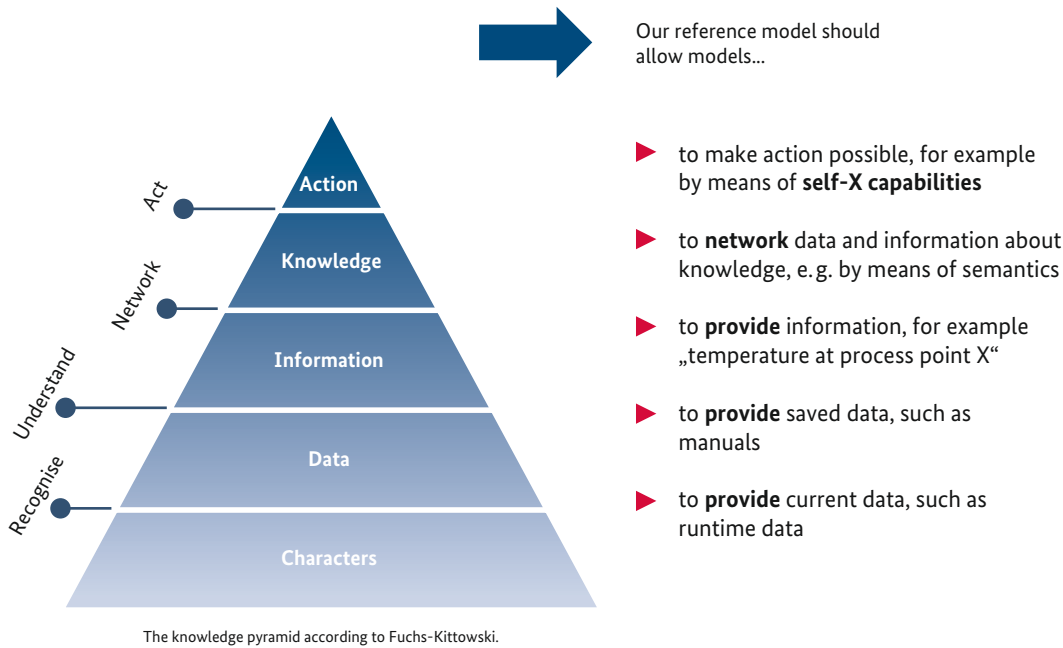 Our reference model should
allow models...
Action
Knowledge
Information
Data
Characters
Act
Network
Understand
Recognise
to make action possible, for example
by means of self-X capabilities
to network data and information about
knowledge, e. g. by means of semantics
to provide information, for example
„temperature at process point X“
to provide saved data, such as
manuals
to provide current data, such as
runtime data
The knowledge pyramid according to Fuchs-Kittowski.